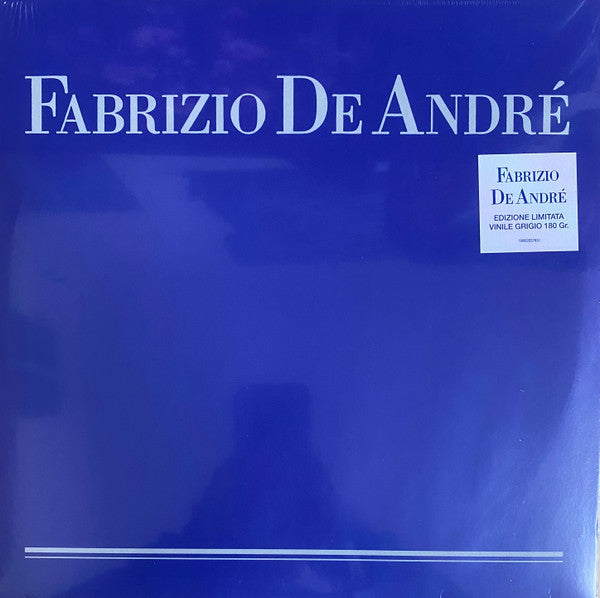 FABRIZIO DE ANDRÉ
FABRIZIO
DE ANDRÉ
EDIZIONE LIMITATA
VINILE GRIGIO 180 Gr.